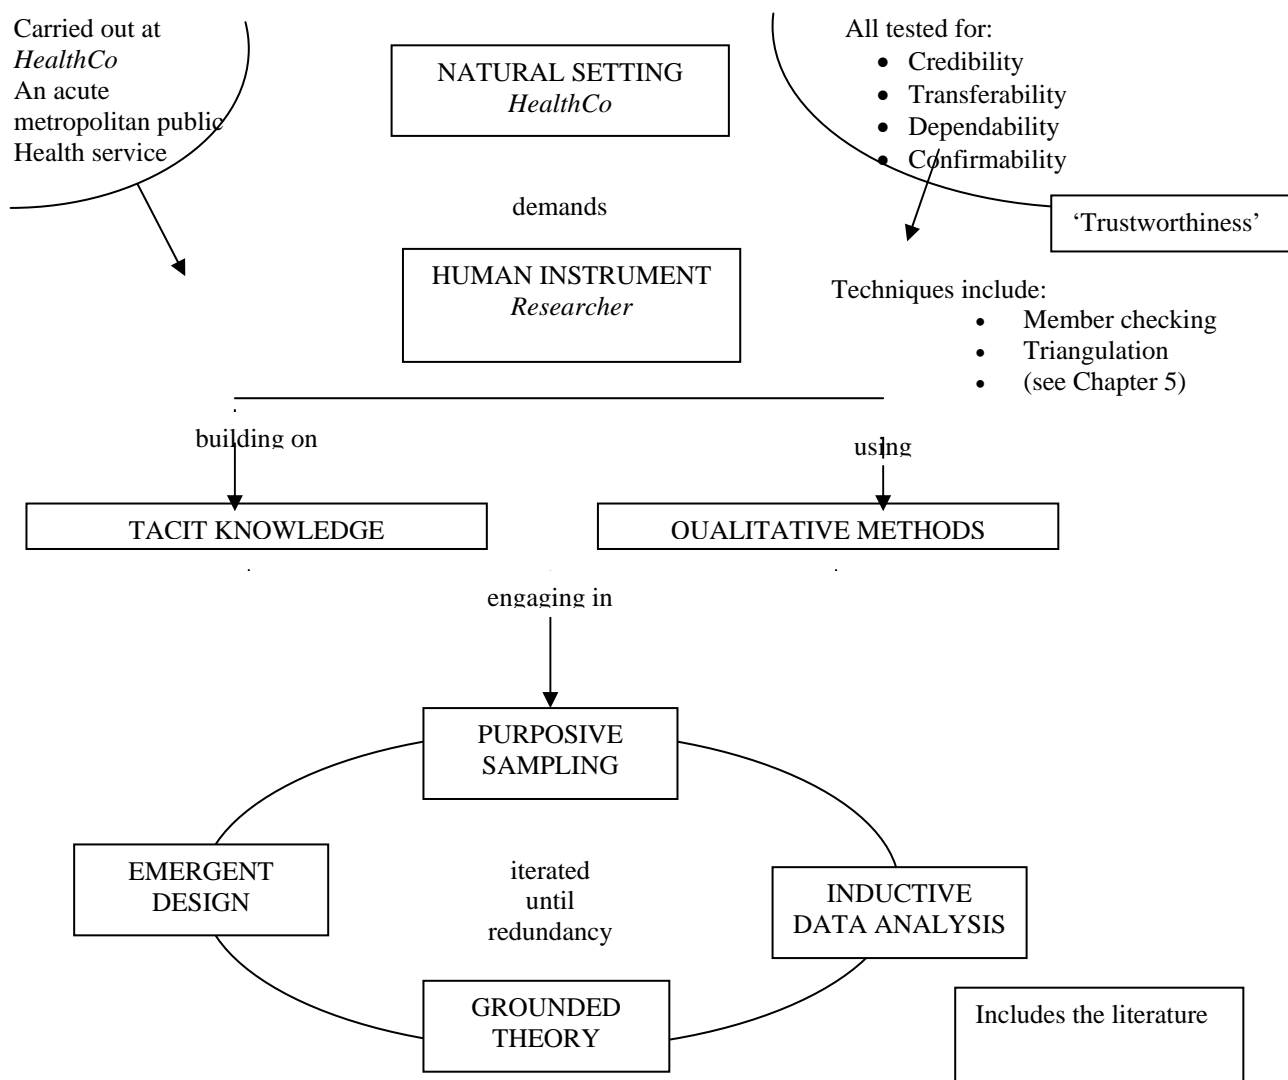 Carried out at
HealthCo
An acute
metropolitan public
Health service
NATURAL SETTING
HealthCo
All tested for:
• Credibility
• Transferability
• Dependability
• Confirmability
demands
'Trustworthiness'
HUMAN INSTRUMENT
Researcher
Techniques include:
• Member checking
• Triangulation
• (see Chapter 5)
building on
using
TACIT KNOWLEDGE
QUALITATIVE METHODS
engaging in
PURPOSIVE
SAMPLING
EMERGENT
DESIGN
iterated
until
redundancy
INDUCTIVE
DATA ANALYSIS
GROUNDED
THEORY
Includes the literature